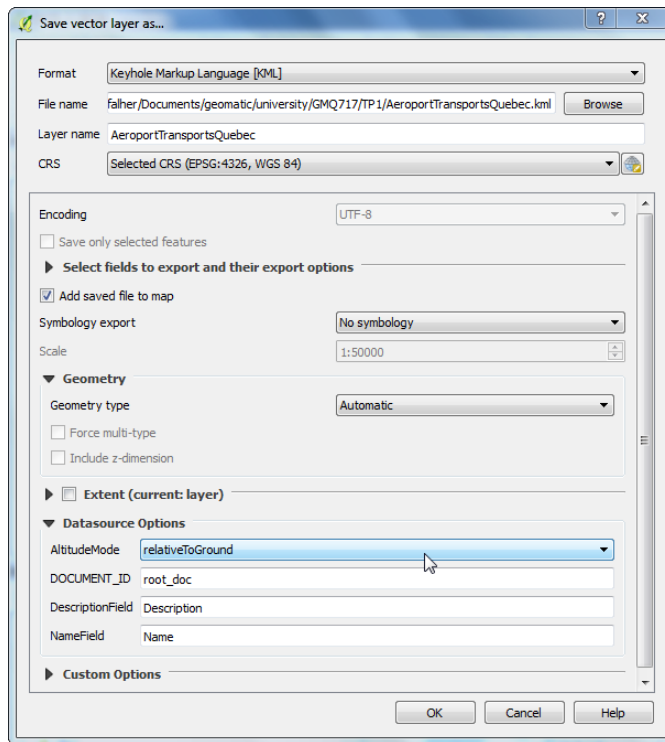 Save vector layer as...
Format Keyhole Markup Language [KML]
File name falher/Documents/geomatic/university/GMQ717/TP1/AeroportTransportsQuebec.kml Browse
Layer name AeroportTransportsQuebec
CRS Selected CRS (EPSG:4326, WGS 84)
Encoding UTF-8
Save only selected features
Select fields to export and their export options
Add saved file to map
Symbology export No symbology
Scale 1:50000
Geometry
Geometry type Automatic
Force multi-type
Include z-dimension
Extent (current: layer)
Datasource Options
AltitudeMode relativeToGround
DOCUMENT_ID root_doc
DescriptionField Description
NameField Name
Custom Options
OK Cancel Help